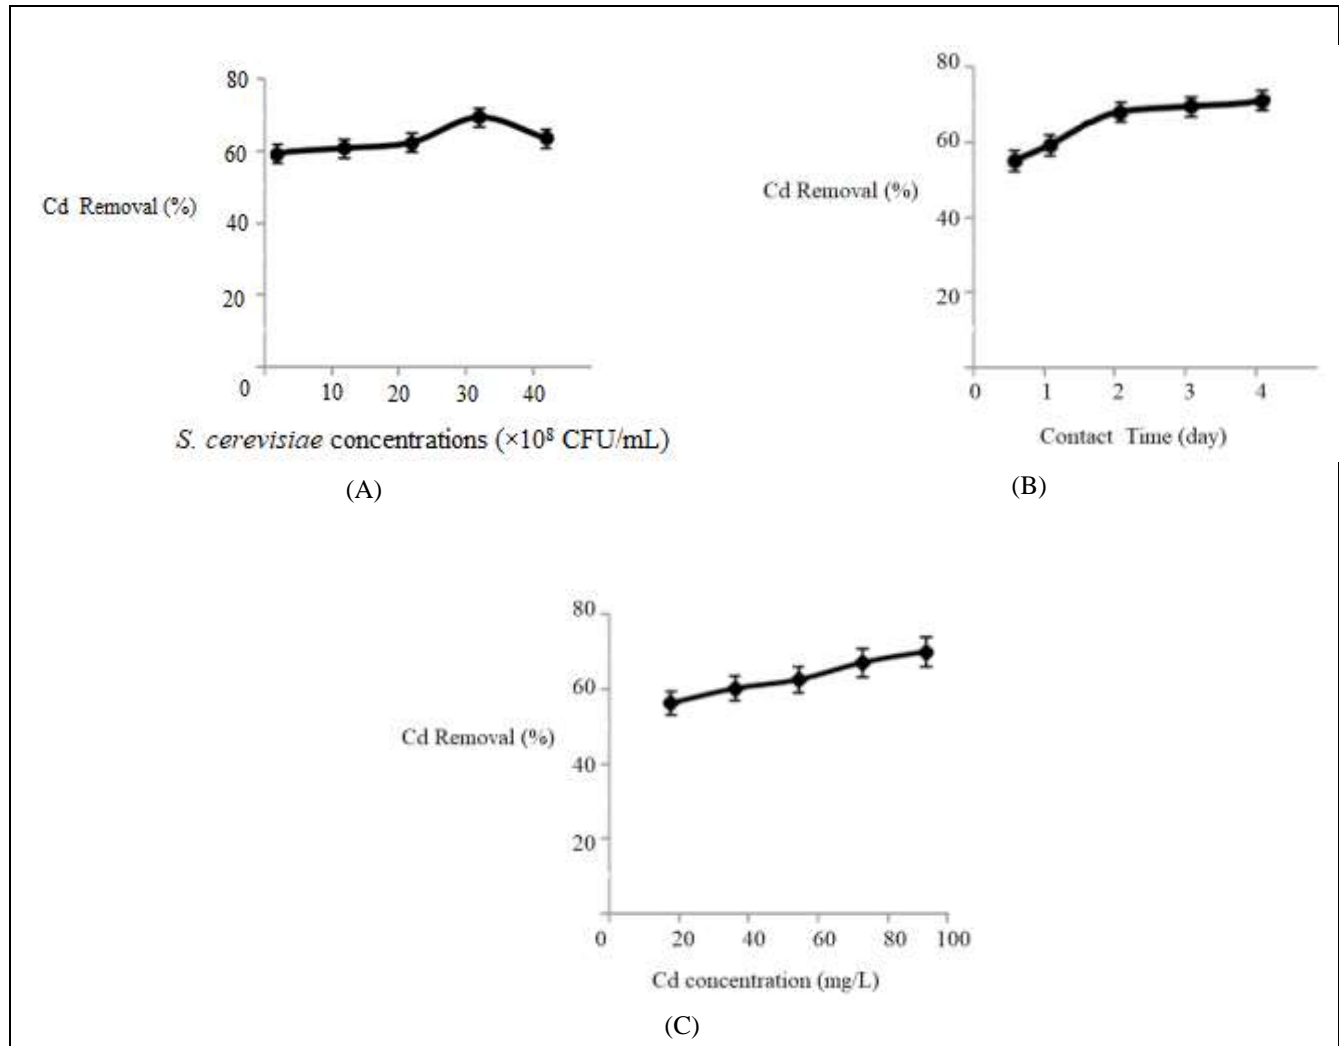 80
60
Cd Removal (%)
40
20
0 10 20 30 40
S. cerevisiae concentrations (×10⁸ CFU/mL)
(A)
80
60
Cd Removal (%)
40
20
0 1 2 3 4
Contact Time (day)
(B)
80
60
Cd Removal (%)
40
20
0 20 40 60 80 100
Cd concentration (mg/L)
(C)